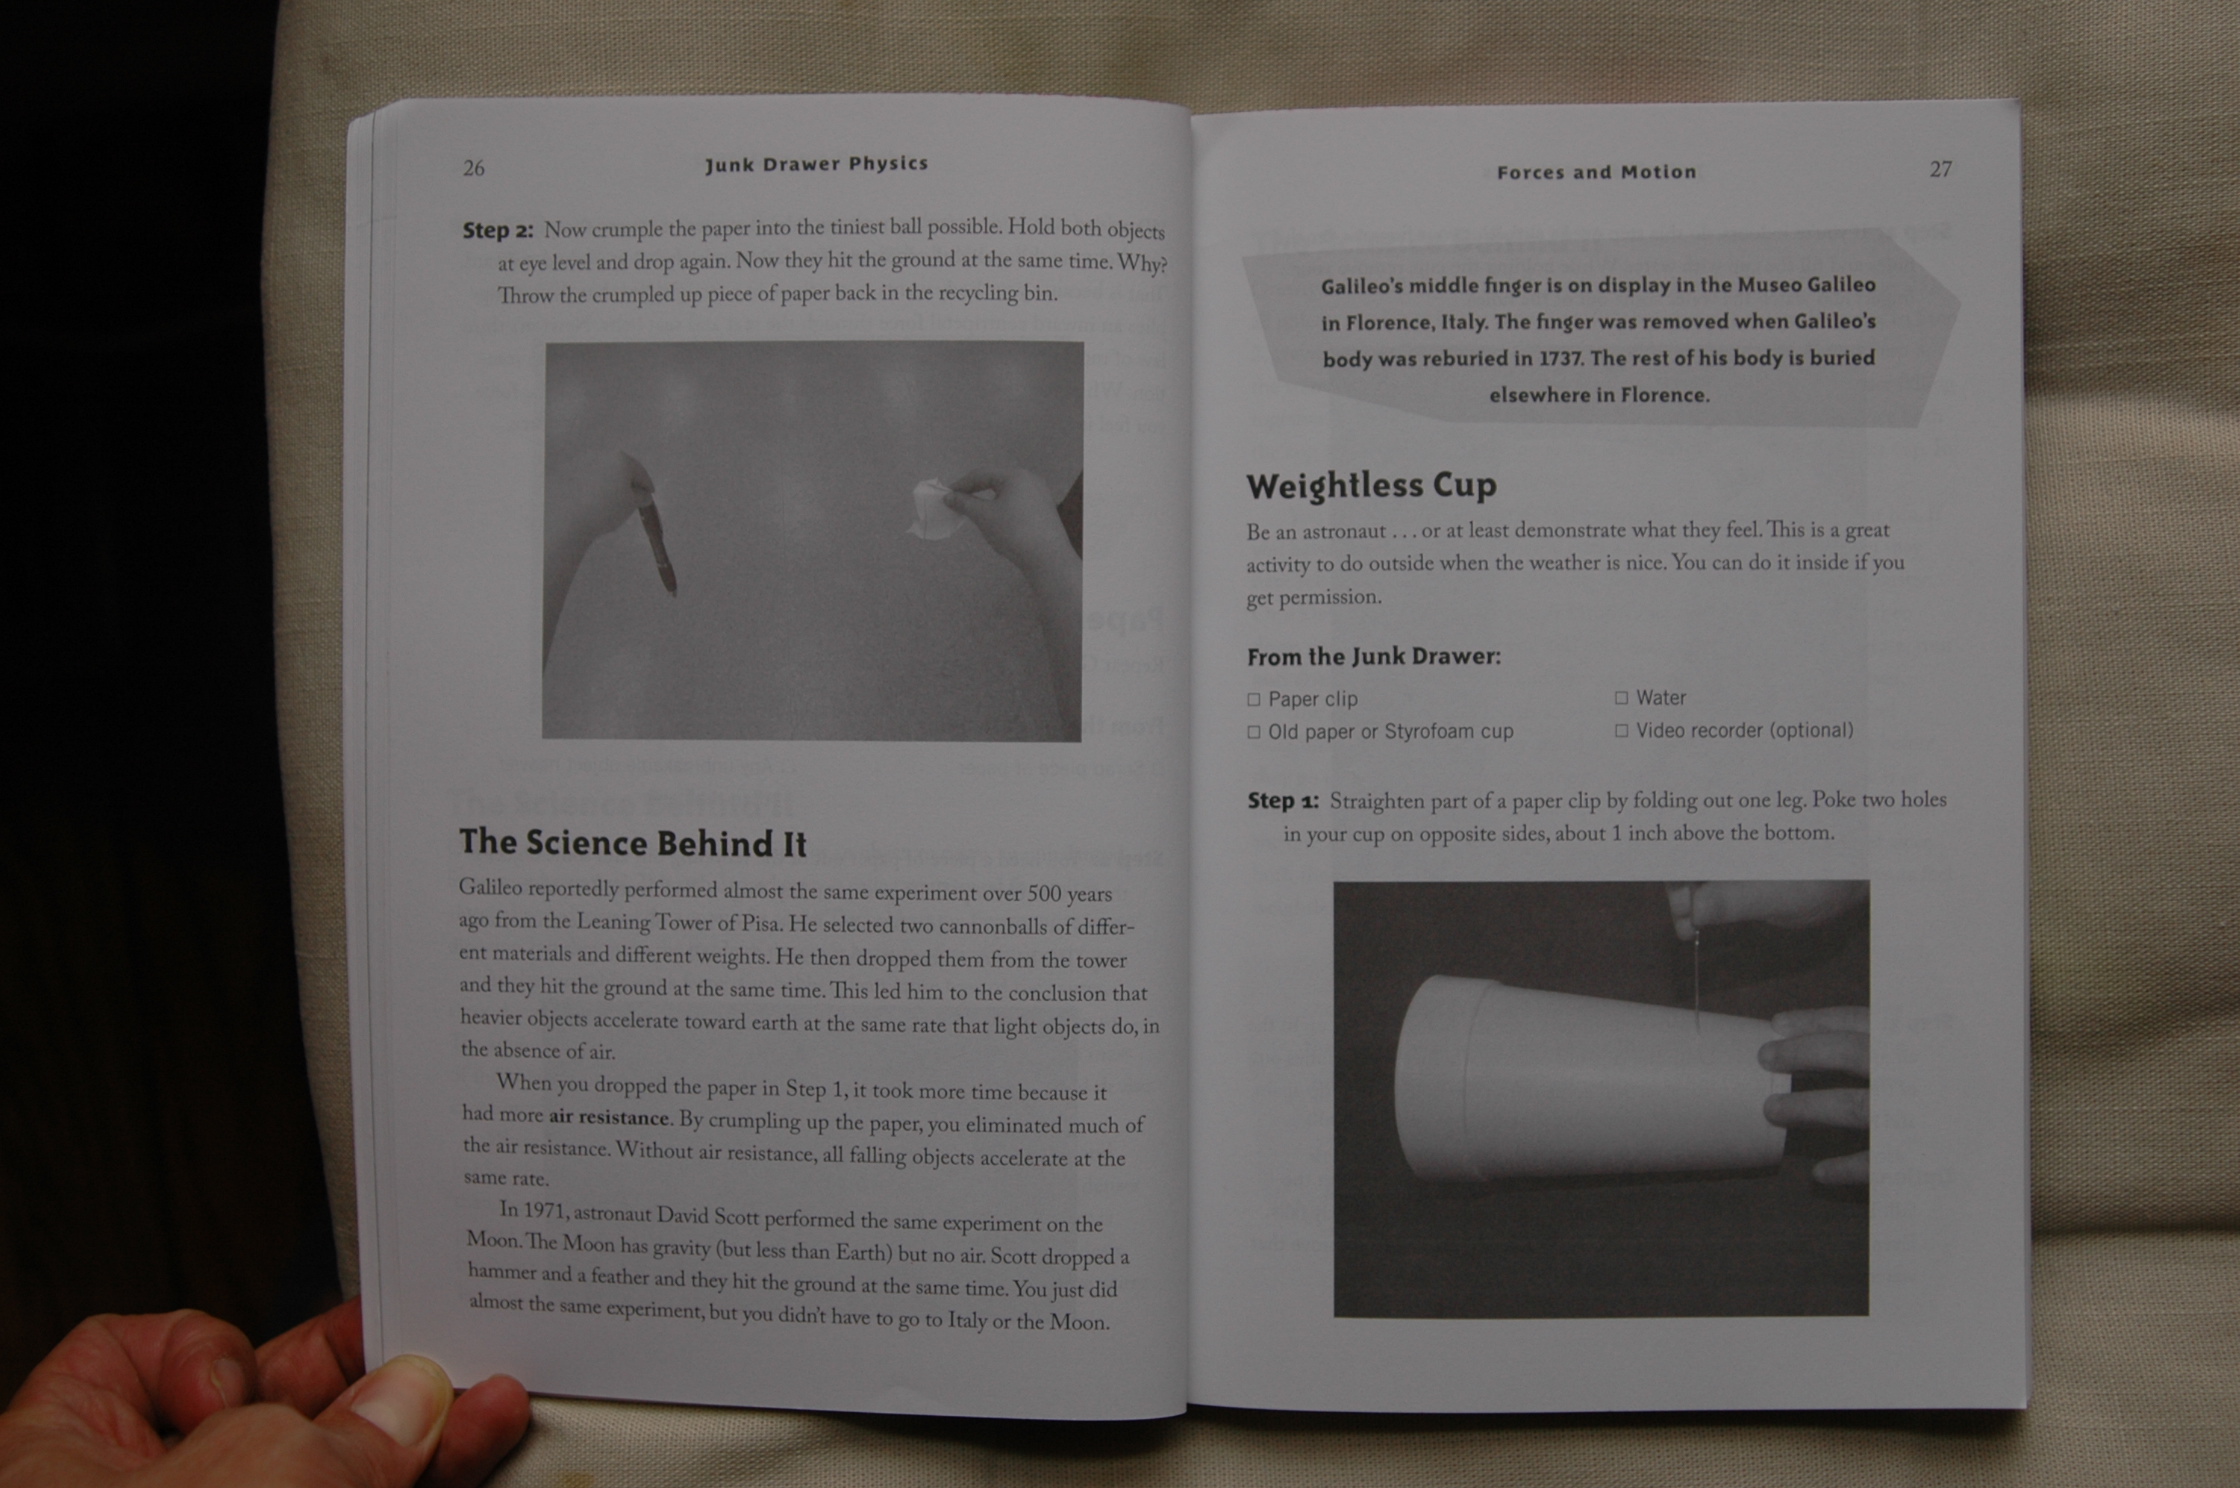 26
Junk Drawer Physics
Step 2: Now crumple the paper into the tiniest ball possible. Hold both objects
at eye level and drop again. Now they hit the ground at the same time. Why?
Throw the crumpled up piece of paper back in the recycling bin.
The Science Behind It
Galileo reportedly performed almost the same experiment over 500 years
ago from the Leaning Tower of Pisa. He selected two cannonballs of differ-
ent materials and different weights. He then dropped them from the tower
and they hit the ground at the same time. This led him to the conclusion that
heavier objects accelerate toward earth at the same rate that light objects do, in
the absence of air.
When you dropped the paper in Step 1, it took more time because it
had more air resistance. By crumpling up the paper, you eliminated much of
the air resistance. Without air resistance, all falling objects accelerate at the
same rate.
In 1971, astronaut David Scott performed the same experiment on the
Moon. The Moon has gravity (but less than Earth) but no air. Scott dropped a
hammer and a feather and they hit the ground at the same time. You just did
almost the same experiment, but you didn't have to go to Italy or the Moon.
Forces and Motion
27
Galileo's middle finger is on display in the Museo Galileo
in Florence, Italy. The finger was removed when Galileo's
body was reburied in 1737. The rest of his body is buried
elsewhere in Florence.
Weightless Cup
Be an astronaut . . . or at least demonstrate what they feel. This is a great
activity to do outside when the weather is nice. You can do it inside if you
get permission.
From the Junk Drawer:
☐ Paper clip
☐ Old paper or Styrofoam cup
☐ Water
☐ Video recorder (optional)
Step 1: Straighten part of a paper clip by folding out one leg. Poke two holes
in your cup on opposite sides, about 1 inch above the bottom.